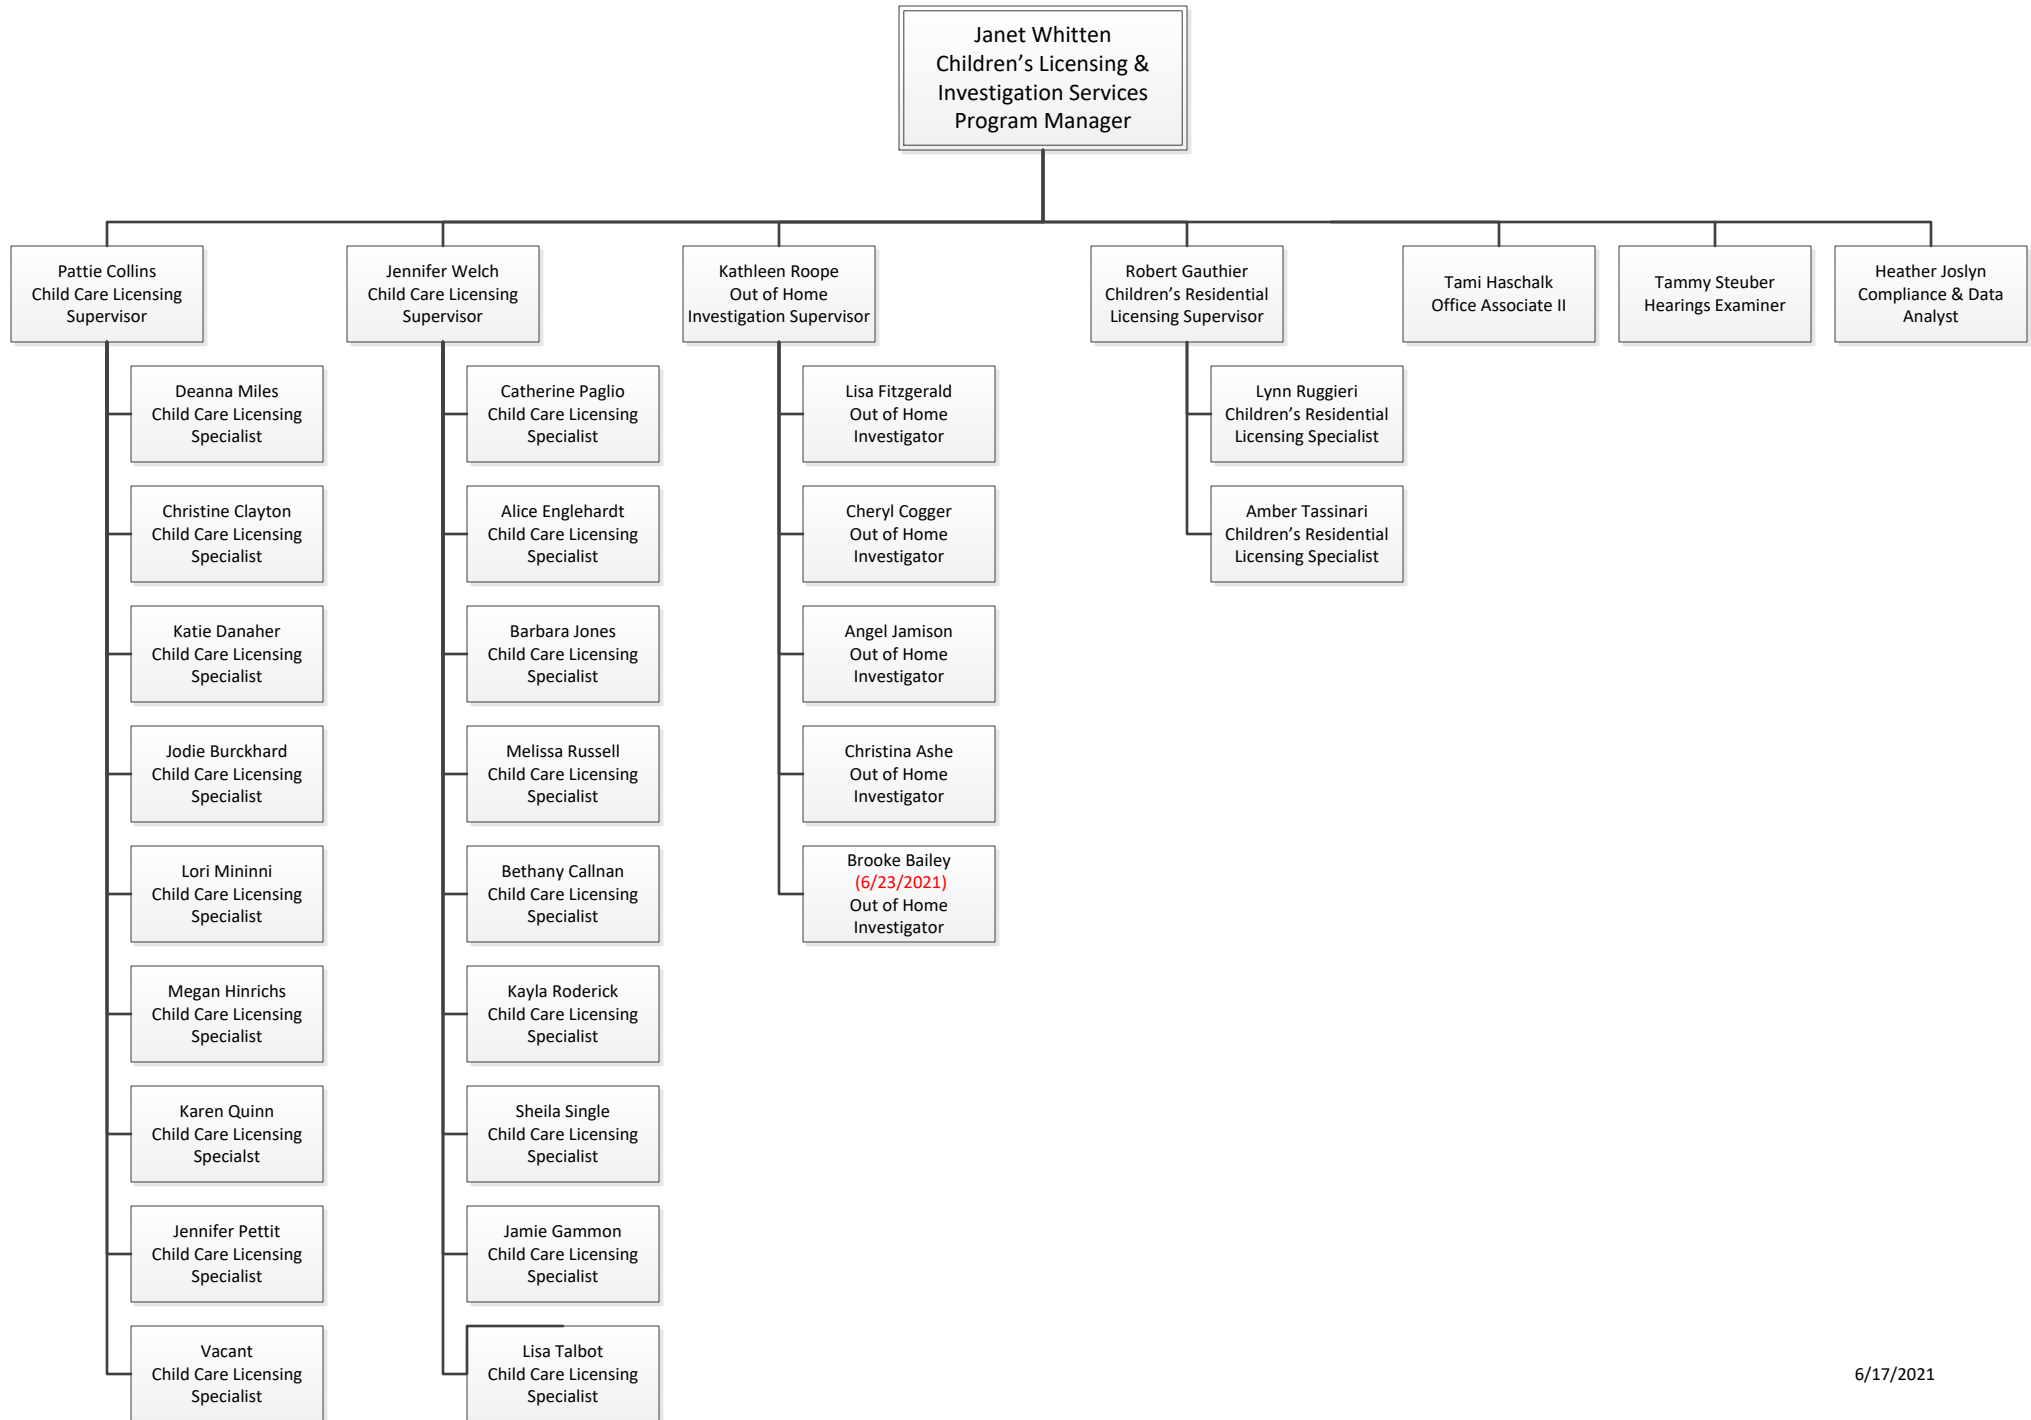 Janet Whitten
Children’s Licensing &
Investigation Services
Program Manager
Pattie Collins
Child Care Licensing
Supervisor
Deanna Miles
Child Care Licensing
Specialist
Christine Clayton
Child Care Licensing
Specialist
Katie Danaher
Child Care Licensing
Specialist
Jodie Burckhard
Child Care Licensing
Specialist
Lori Mininni
Child Care Licensing
Specialist
Megan Hinrichs
Child Care Licensing
Specialist
Karen Quinn
Child Care Licensing
Specialst
Jennifer Pettit
Child Care Licensing
Specialist
Vacant
Child Care Licensing
Specialist
Jennifer Welch
Child Care Licensing
Supervisor
Catherine Paglio
Child Care Licensing
Specialist
Alice Englehardt
Child Care Licensing
Specialist
Barbara Jones
Child Care Licensing
Specialist
Melissa Russell
Child Care Licensing
Specialist
Bethany Callnan
Child Care Licensing
Specialist
Kayla Roderick
Child Care Licensing
Specialist
Sheila Single
Child Care Licensing
Specialist
Jamie Gammon
Child Care Licensing
Specialist
Lisa Talbot
Child Care Licensing
Specialist
Kathleen Roope
Out of Home
Investigation Supervisor
Lisa Fitzgerald
Out of Home
Investigator
Cheryl Cogger
Out of Home
Investigator
Angel Jamison
Out of Home
Investigator
Christina Ashe
Out of Home
Investigator
Brooke Bailey
(6/23/2021)
Out of Home
Investigator
Robert Gauthier
Children’s Residential
Licensing Supervisor
Lynn Ruggieri
Children’s Residential
Licensing Specialist
Amber Tassinari
Children’s Residential
Licensing Specialist
Tami Haschalk
Office Associate II
Tammy Steuber
Hearings Examiner
Heather Joslyn
Compliance & Data
Analyst
6/17/2021